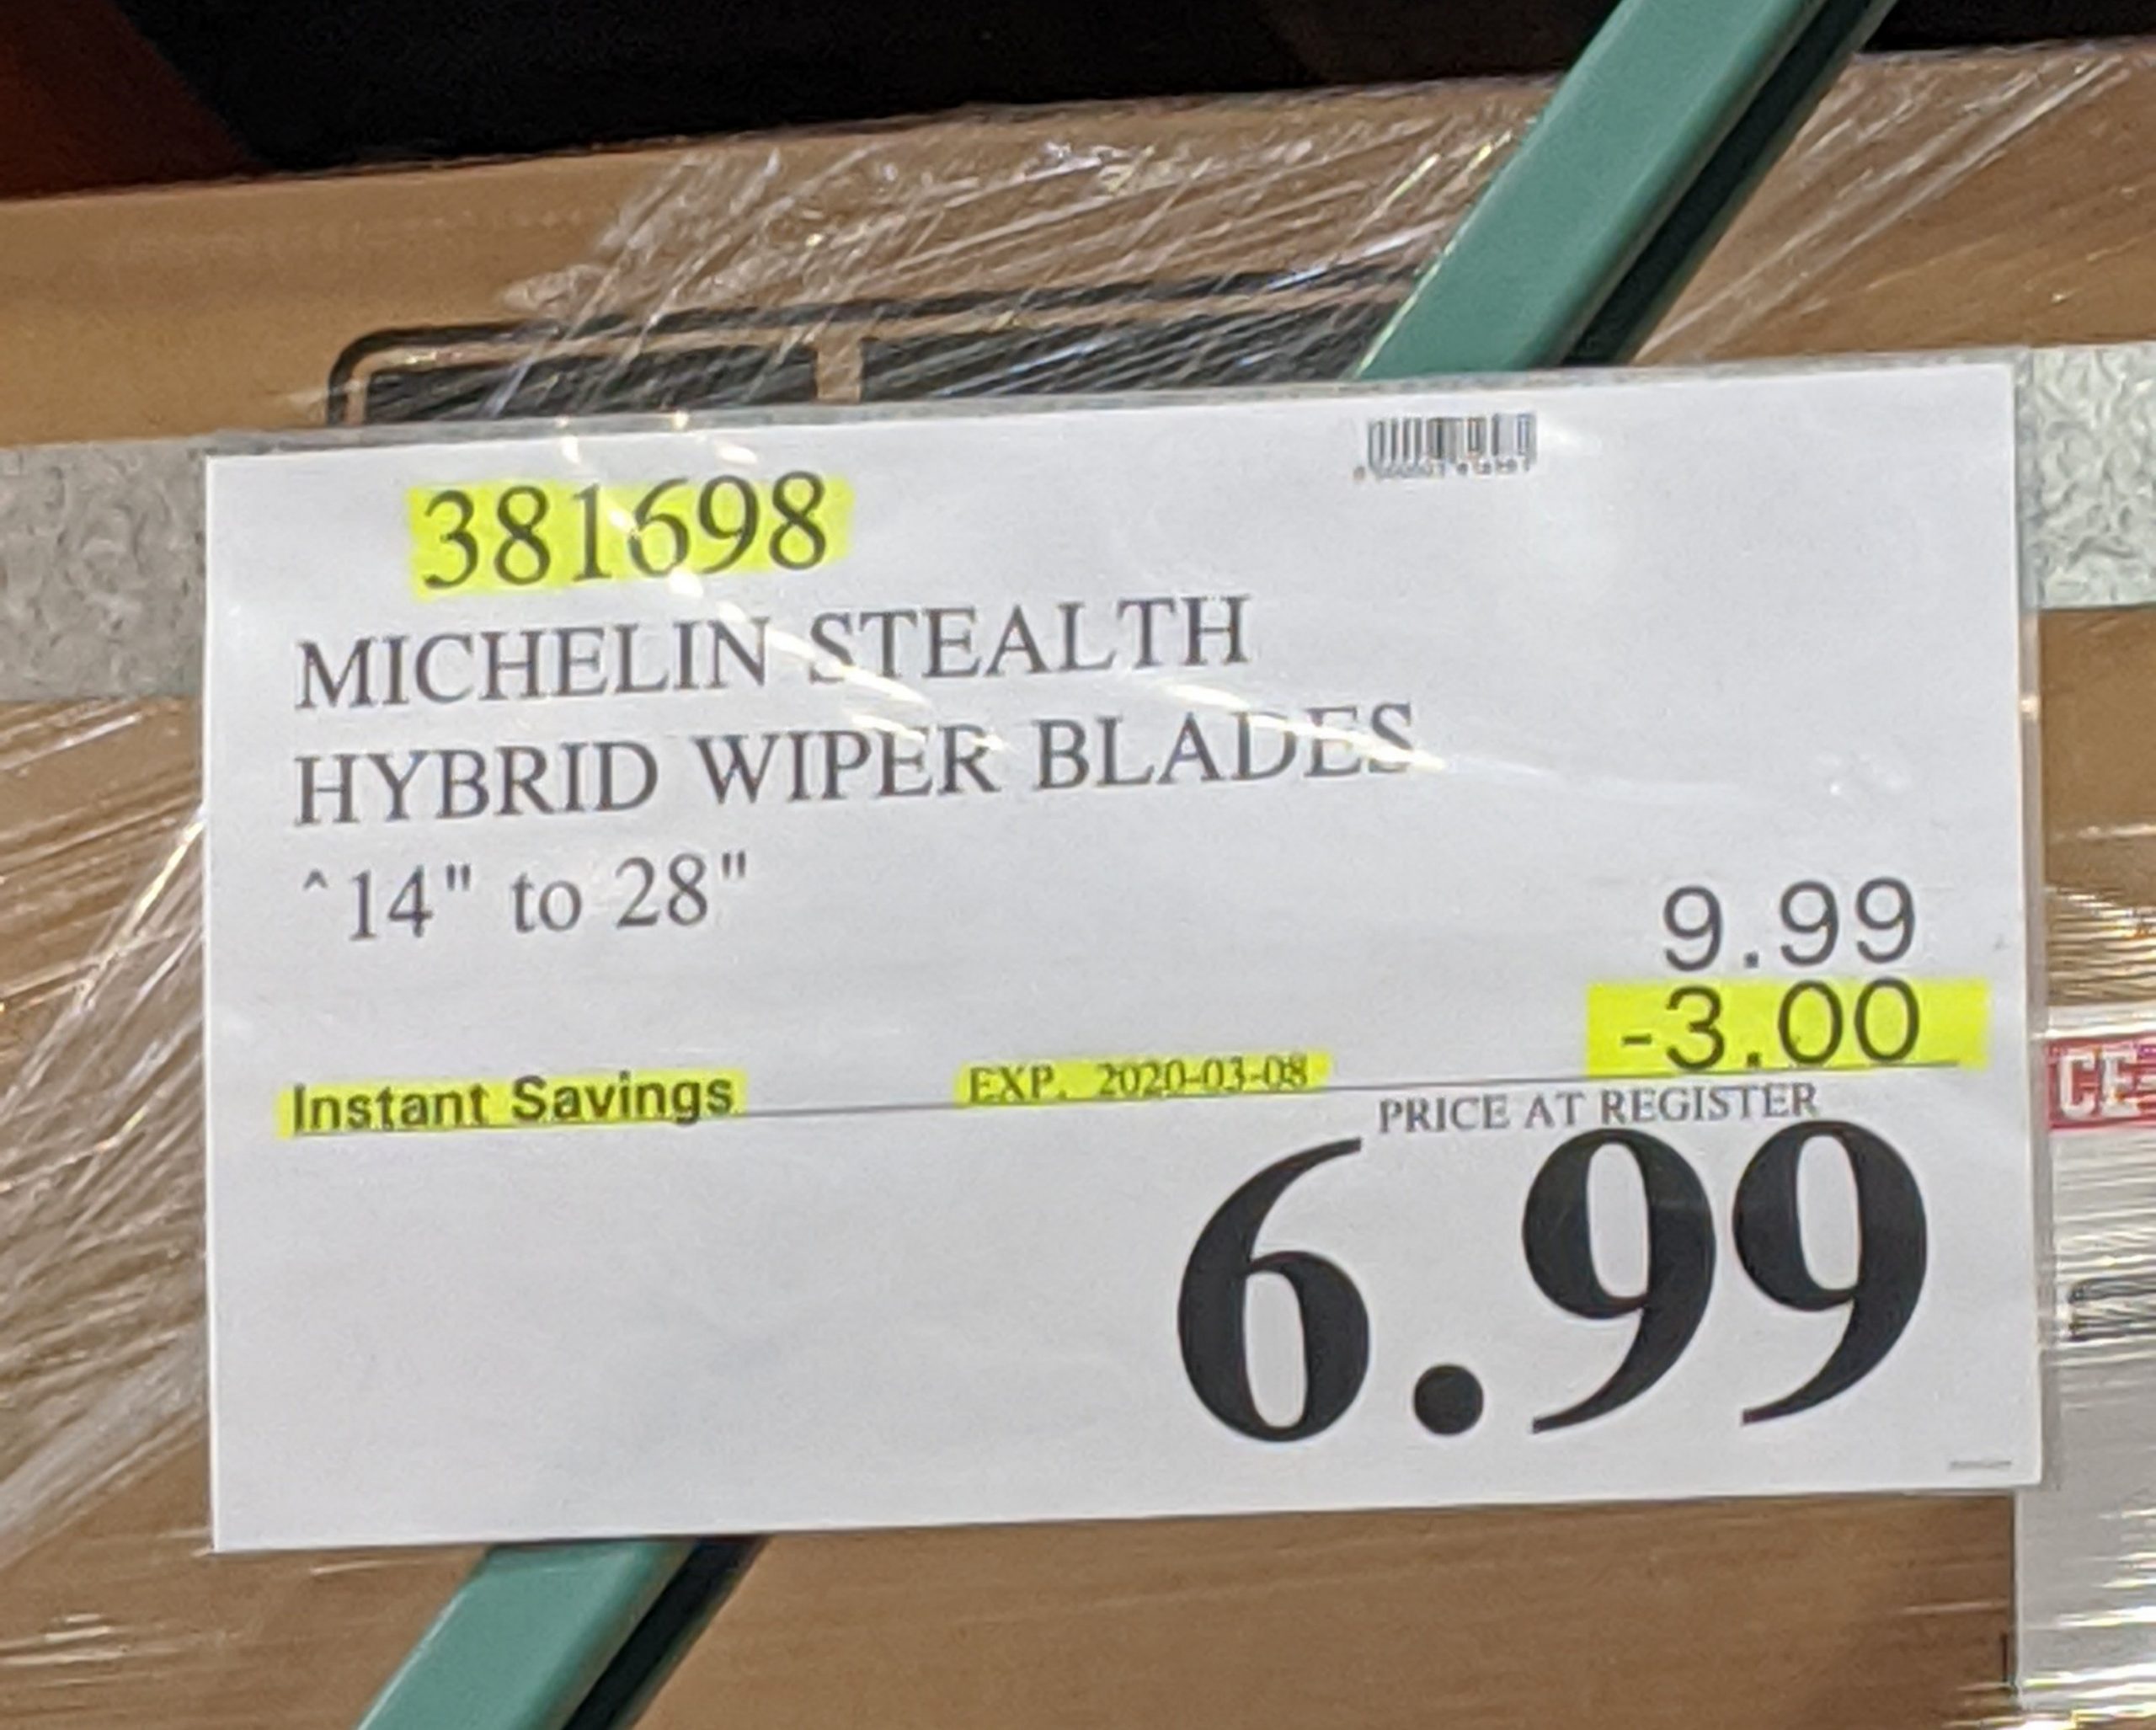 381698
MICHELIN STEALTH
HYBRID WIPER BLADES
^14" to 28"
9.99
-3.00
Instant Savings EXP. 2020-03-08
PRICE AT REGISTER
6.99
CE